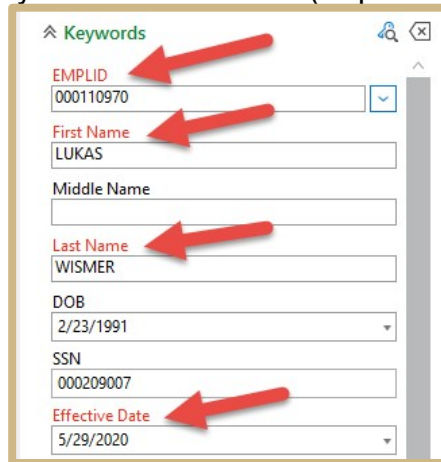 Keywords
EMPLID
000110970
First Name
LUKAS
Middle Name
Last Name
WISMER
DOB
2/23/1991
SSN
000209007
Effective Date
5/29/2020